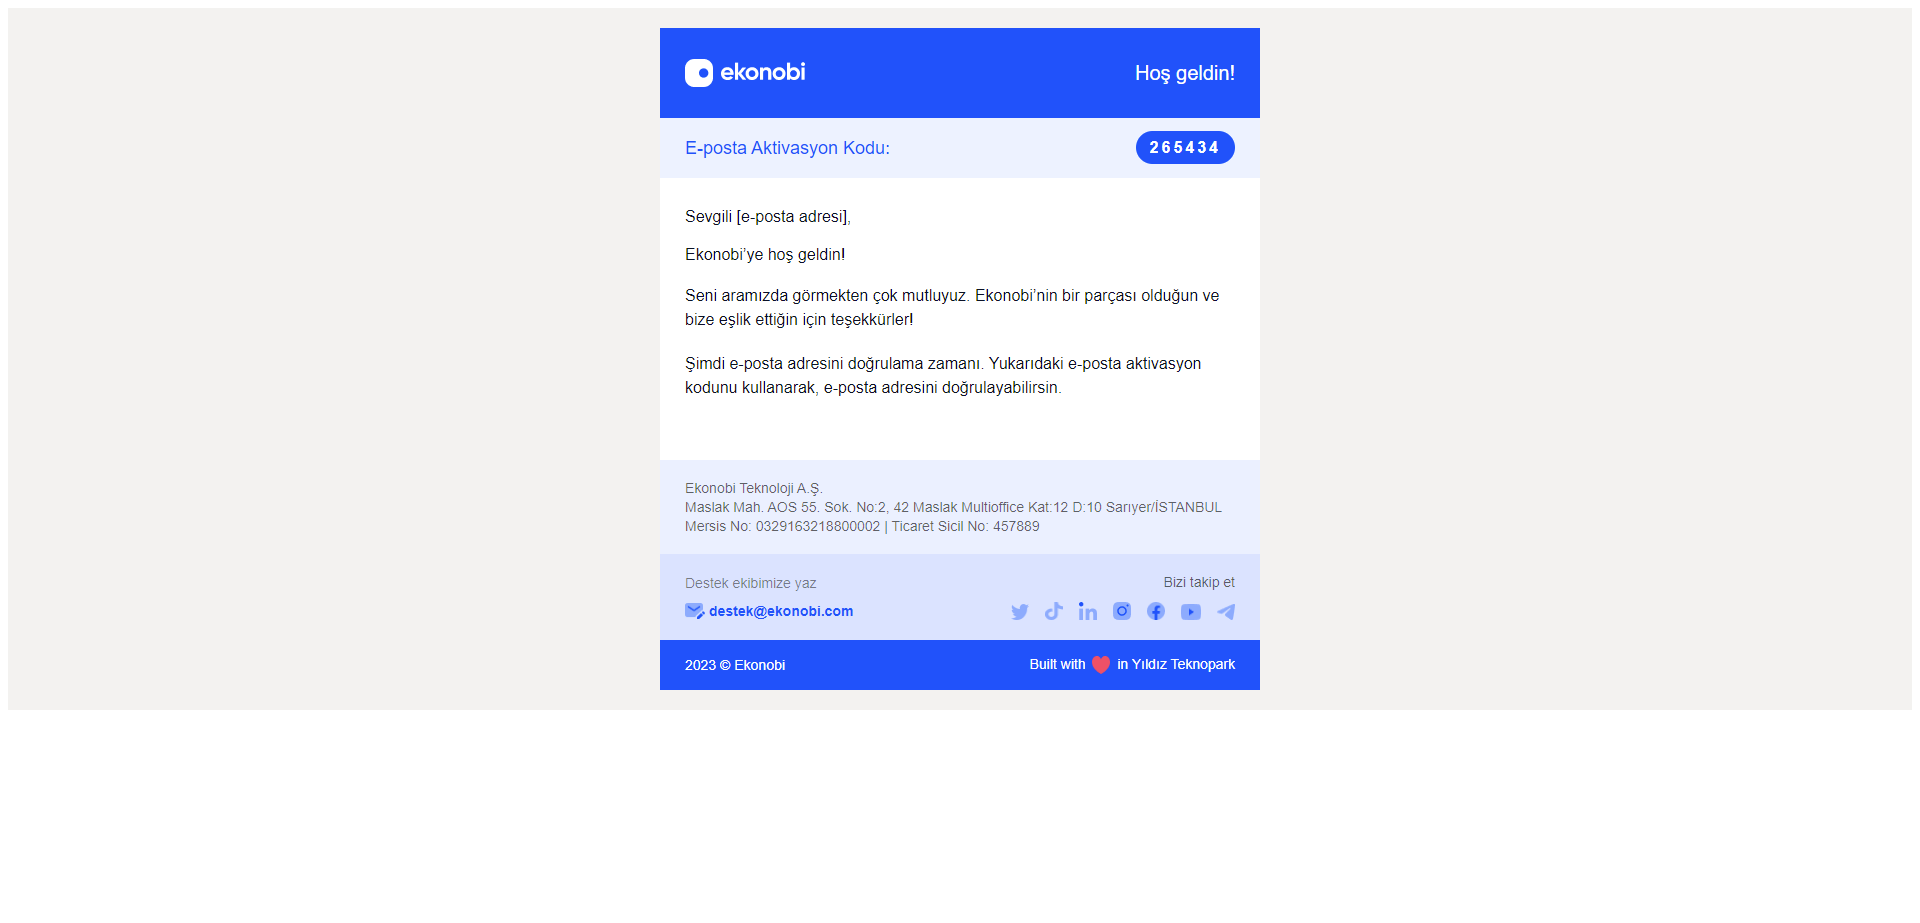 ekonobi
Hoş geldin!
E-posta Aktivasyon Kodu:
265434
Sevgili [e-posta adresi],
Ekonobi’ye hoş geldin!
Seni aramızda görmekten çok mutluyuz. Ekonobi’nin bir parçası olduğun ve
bize eşlik ettiğin için teşekkürler!
Şimdi e-posta adresini doğrulama zamanı. Yukarıdaki e-posta aktivasyon
kodunu kullanarak, e-posta adresini doğrulayabilirsin.
Ekonobi Teknoloji A.Ş.
Maslak Mah. AOS 55. Sok. No:2, 42 Maslak Multioffice Kat:12 D:10 Sarıyer/İSTANBUL
Mersis No: 0329163218800002 | Ticaret Sicil No: 457889
Destek ekibimize yaz
destek@ekonobi.com
Bizi takip et
2023 © Ekonobi
Built with in Yıldız Teknopark